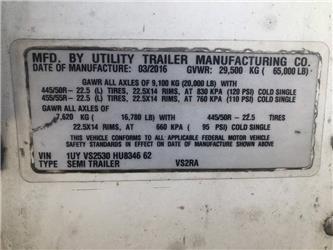 MFD. BY UTILITY TRAILER MANUFACTURING CO.
DATE OF MANUFACTURE: 03/2016 GVWR: 29,500 KG ( 65,000 LB)
GAWR ALL AXLES OF 9,100 KG (20,000 LB) WITH
445/50R - 22.5 (L) TIRES, 22.5X14 RIMS, AT 830 KPA (120 PSI) COLD SINGLE
455/55R - 22.5 (L) TIRES, 22.5X14 RIMS, AT 760 KPA (110 PSI) COLD SINGLE
GAWR ALL AXLES OF
7,620 KG ( 16,780 LB) WITH 445/50R - 22.5 TIRES
22.5X14 RIMS, AT 660 KPA ( 95 PSI) COLD SINGLE
THIS VEHICLE CONFORMS TO ALL APPLICABLE FEDERAL MOTOR VEHICLE
SAFETY STANDARDS IN EFFECT ON THE DATE OF MANUFACTURE SHOWN ABOVE.
VIN 1UY VS2530 HU8346 62
TYPE SEMI TRAILER VS2RA